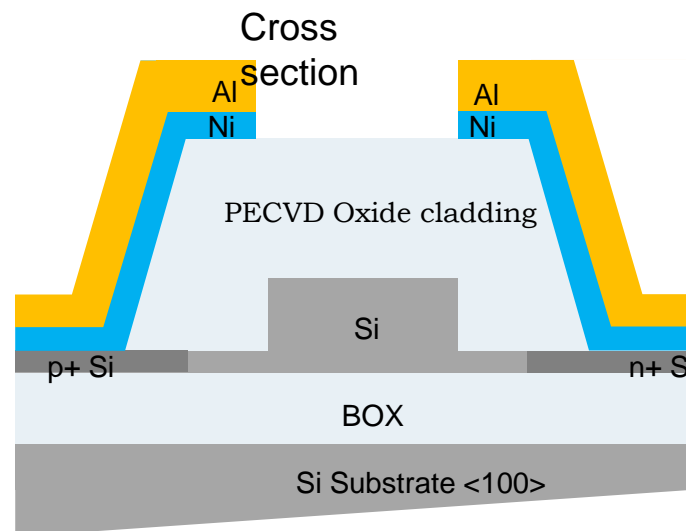 Cross
section
Al
Al
Ni
Ni
PECVD Oxide cladding
Si
p+ Si
n+ S
BOX
Si Substrate <100>